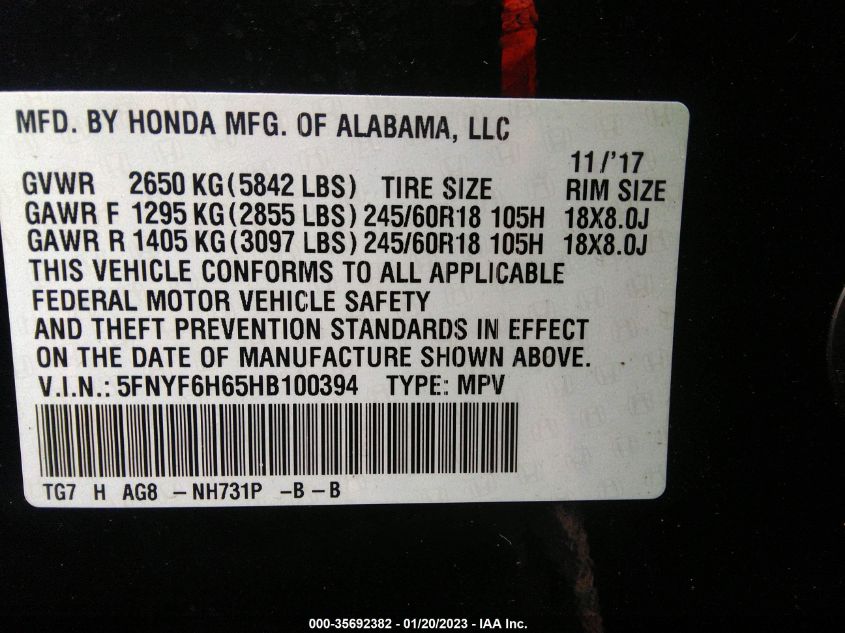 MFD. BY HONDA MFG. OF ALABAMA, LLC
11/'17
GVWR 2650 KG (5842 LBS) TIRE SIZE RIM SIZE
GAWR F 1295 KG (2855 LBS) 245/60R18 105H 18X8.0J
GAWR R 1405 KG (3097 LBS) 245/60R18 105H 18X8.0J
THIS VEHICLE CONFORMS TO ALL APPLICABLE
FEDERAL MOTOR VEHICLE SAFETY
AND THEFT PREVENTION STANDARDS IN EFFECT
ON THE DATE OF MANUFACTURE SHOWN ABOVE.
V.I.N.: 5FNYF6H65HB100394 TYPE: MPV
TG7 H AG8 - NH731P - B - B
000-35692382 - 01/20/2023 - IAA Inc.